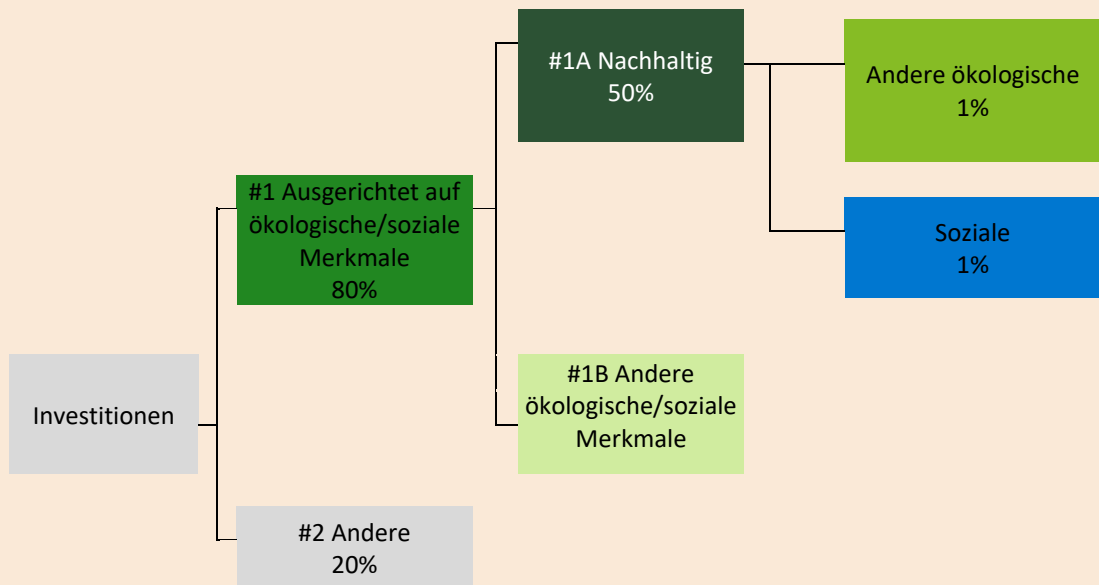 #1A Nachhaltig
50%
Andere ökologische
1%
#1 Ausgerichtet auf
ökologische/soziale
Merkmale
80%
Soziale
1%
Investitionen
#1B Andere
ökologische/soziale
Merkmale
#2 Andere
20%